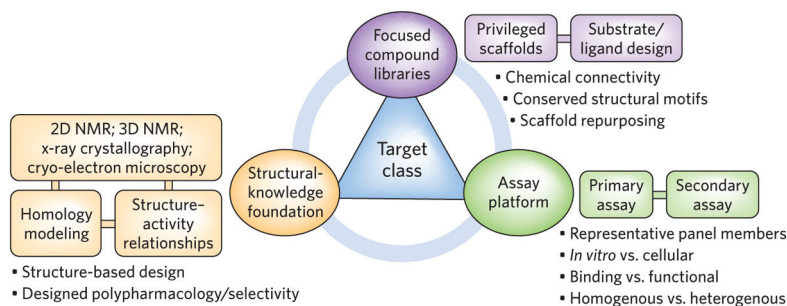 Focused
compound
libraries
Privileged
scaffolds
Substrate/
ligand design
• Chemical connectivity
• Conserved structural motifs
• Scaffold repurposing
Target
class
2D NMR; 3D NMR;
x-ray crystallography;
cryo-electron microscopy
Homology
modeling
Structure–
activity
relationships
• Structure-based design
• Designed polypharmacology/selectivity
Structural-
knowledge
foundation
Assay
platform
Primary
assay
Secondary
assay
• Representative panel members
• In vitro vs. cellular
• Binding vs. functional
• Homogenous vs. heterogenous